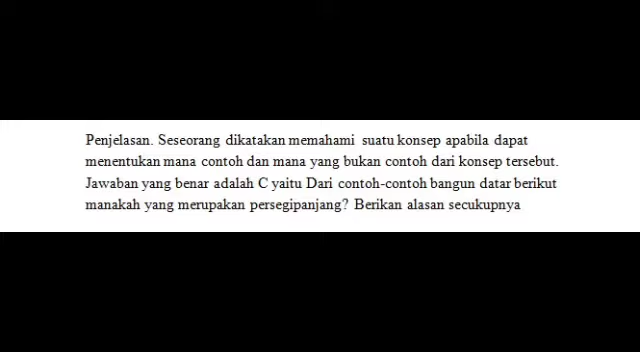 Penjelasan. Seseorang dikatakan memahami suatu konsep apabila dapat
menentukan mana contoh dan mana yang bukan contoh dari konsep tersebut.
Jawaban yang benar adalah C yaitu Dari contoh-contoh bangun datar berikut
manakah yang merupakan persegipanjang? Berikan alasan secukupnya